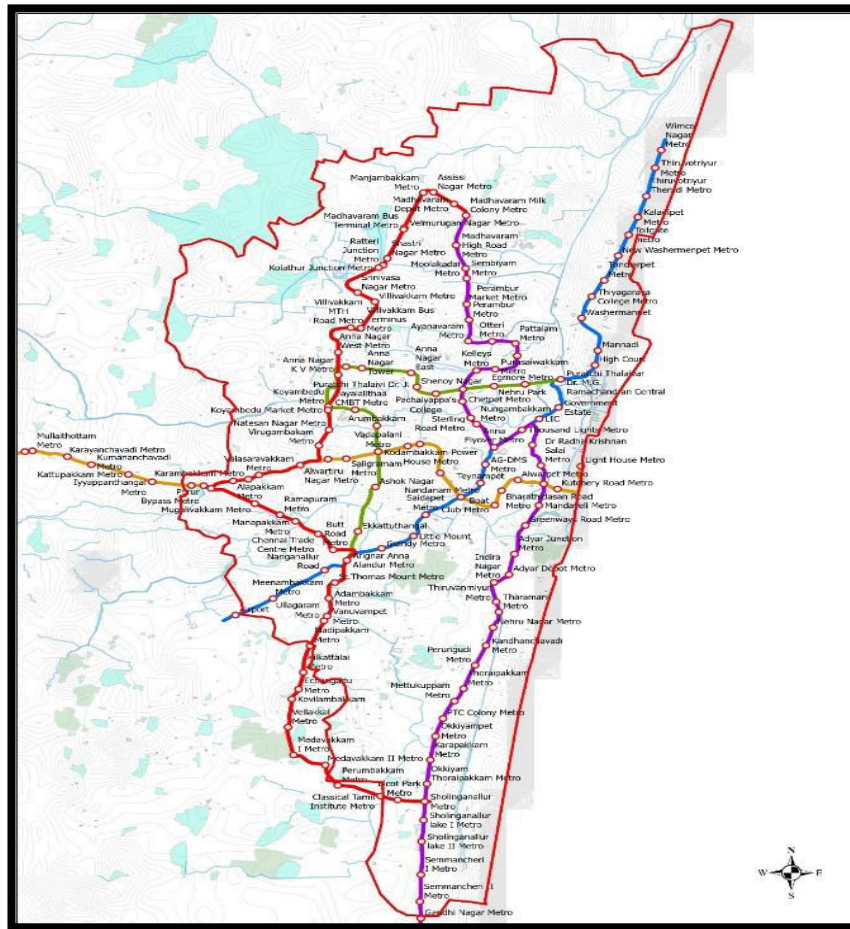 Wimco
Nagar
Metro
Thiruvotriyur
Metro
Thiruvotriyur
Theradi Metro
Kaladipet
Metro
Tollgate
Metro
New Washermenpet Metro
Tondiarpet
Metro
Thiyagaraya
College Metro
Washermanpet
Mannadi
High Court
Manjambakkam
Metro
Assissi
Nagar Metro
Madhavaram
Depot Metro
Madhavaram Milk
Colony Metro
Madhavaram Bus
Terminal Metro
Velmurugan Nagar Metro
Madhavaram
High Road Metro
Ratteri
Junction
Metro
Shastri
Nagar Metro
Kolathur Junction Metro
Moolakadai
Metro
Sembiyam
Metro
Srinivasa
Nagar Metro
Villivakkam Metro
Perambur
Market Metro
Perambur
Metro
Villivakkam
MTH
Road Metro
Villivakkam Bus
Terminus
Metro
Ayanavaram
Metro
Otteri
Metro
Pattalam
Metro
Anna Nagar
West Metro
Anna Nagar
K V Metro
Anna
Nagar
Tower
Anna
Nagar
East
Kelleys
Metro
Purasaiwakkam
Metro
Egmore Metro
Puratchi Thalaivar
Dr. M.G.
Ramachandran Central
Puratchi Thalaivi Dr. J.
Jayalalithaa
CMBT Metro
Shenoy Nagar
Nehru Park
Koyambedu
Metro
Koyambedu Market Metro
Pachaiyappa's
College
Chetpet Metro
Nungambakkam
Metro
Government
Estate
Natesan Nagar Metro
Arumbakkam
Sterling
Road Metro
LIC
Virugambakam
Metro
Vadapalani
Metro
Anna
Flyover Metro
Thousand Lights Metro
Mullaithottam
Metro
Karayanchavadi Metro
Kumananchavadi
Metro
Valasaravakkam
Metro
Saligramam
Metro
Kodambakkam Power
House Metro
AG-DMS
Metro
Dr Radha Krishnan
Salai
Metro
Light House Metro
Kattupakkam Metro
Iyyappanthangal
Metro
Karambakkam Metro
Alwartiru
Nagar Metro
Teynampet
Alwarpet Metro
Kutchery Road Metro
Porur
Bypass Metro
Alapakkam
Metro
Ashok Nagar
Nandanam Metro
Boat
Club Metro
Bharathidasan Road
Metro
Mandaveli Metro
Mugalivakkam Metro
Ramapuram
Metro
Saidapet
Metro
Greenways Road Metro
Manapakkam
Metro
Butt
Road
Metro
Ekkattuthangal
Little Mount
Chennai Trade
Centre Metro
Guindy Metro
Adyar Junction
Metro
Nanganallur
Road
Arignar Anna
Alandur Metro
Indira
Nagar Metro
Adyar Depot Metro
Meenambakkam
Metro
St.Thomas Mount Metro
Thiruvanmiyur
Metro
Airport
Ullagaram
Metro
Adambakkam
Metro
Vanuvampet
Metro
Tharamani
Metro
Nehru Nagar Metro
Madipakkam
Metro
Kandhanchavadi
Metro
Kilkattalai
Metro
Perungudi
Metro
Thoraipakkam
Metro
Echangadu
Metro
Mettukuppam
Metro
Kovilambakkam
Vellakkal
Metro
PTC Colony Metro
Okkiyampet
Metro
Medavakkam
I Metro
Medavakkam II Metro
Karapakkam
Metro
Perumbakkam
Metro
Okkiyam
Thoraipakkam Metro
Elcot Park
Metro
Classical Tamil
Institute Metro
Sholinganallur
Metro
Sholinganallur
lake I Metro
Sholinganallur
lake II Metro
Semmancheri
I Metro
Semmancheri II
Metro
Gandhi Nagar Metro
N
W
E
S